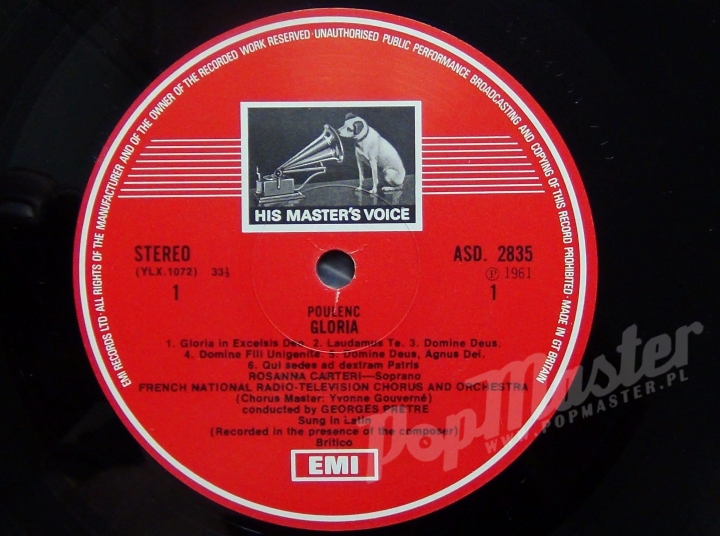 EMI RECORDS LTD · ALL RIGHTS OF THE MANUFACTURER AND OF THE OWNER OF THE RECORDED WORK RESERVED · UNAUTHORISED PUBLIC PERFORMANCE BROADCASTING AND COPYING OF THIS RECORD PROHIBITED · MADE IN GT BRITAIN
HIS MASTER'S VOICE
STEREO
(YLX.1072) 33⅓
1
ASD. 2835
Ⓟ 1961
1
POULENC
GLORIA
1. Gloria in Excelsis Deo. 2. Laudamus Te. 3. Domine Deus.
4. Domine Fili Unigenite. 5. Domine Deus, Agnus Dei.
6. Qui sedes ad dextram Patris
ROSANNA CARTERI—Soprano
FRENCH NATIONAL RADIO-TELEVISION CHORUS AND ORCHESTRA
(Chorus Master: Yvonne Gouverné)
conducted by GEORGES PRÊTRE
Sung in Latin
(Recorded in the presence of the composer)
Britico
EMI
PopMaster
WWW.POPMASTER.PL